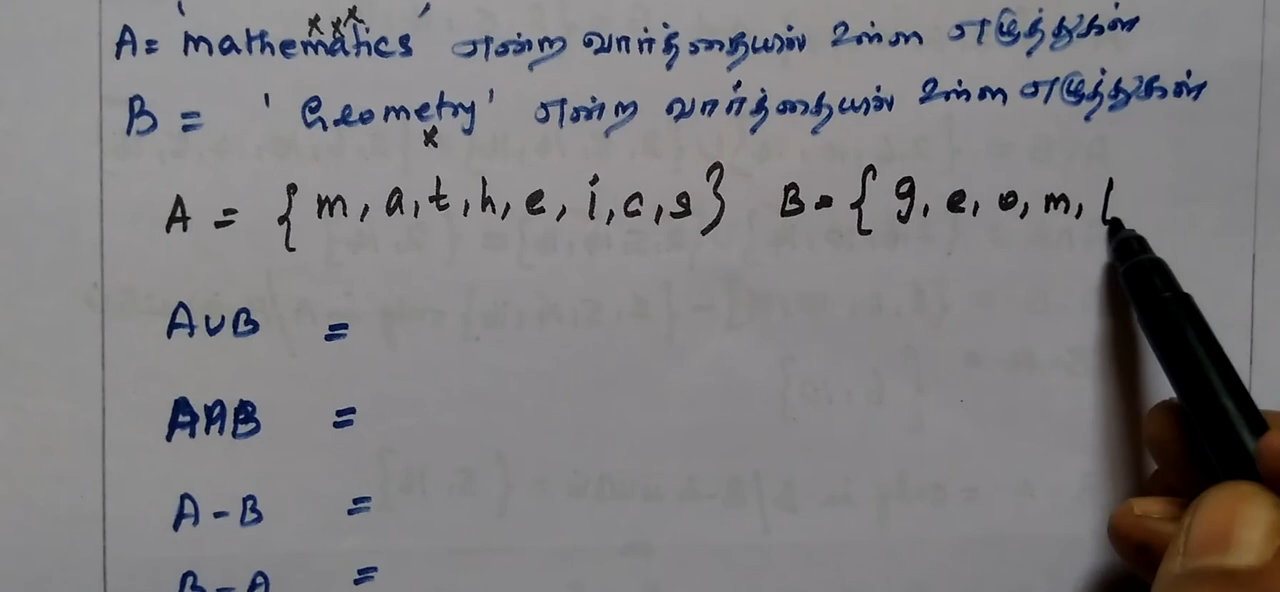 A = 'mathematics' என்ற வார்த்தையில் உள்ள எழுத்துகள்
B = 'Geometry' என்ற வார்த்தையில் உள்ள எழுத்துகள்
A = {m, a, t, h, e, i, c, s} B = {g, e, o, m,
A∪B =
A∩B =
A - B =
B - A =